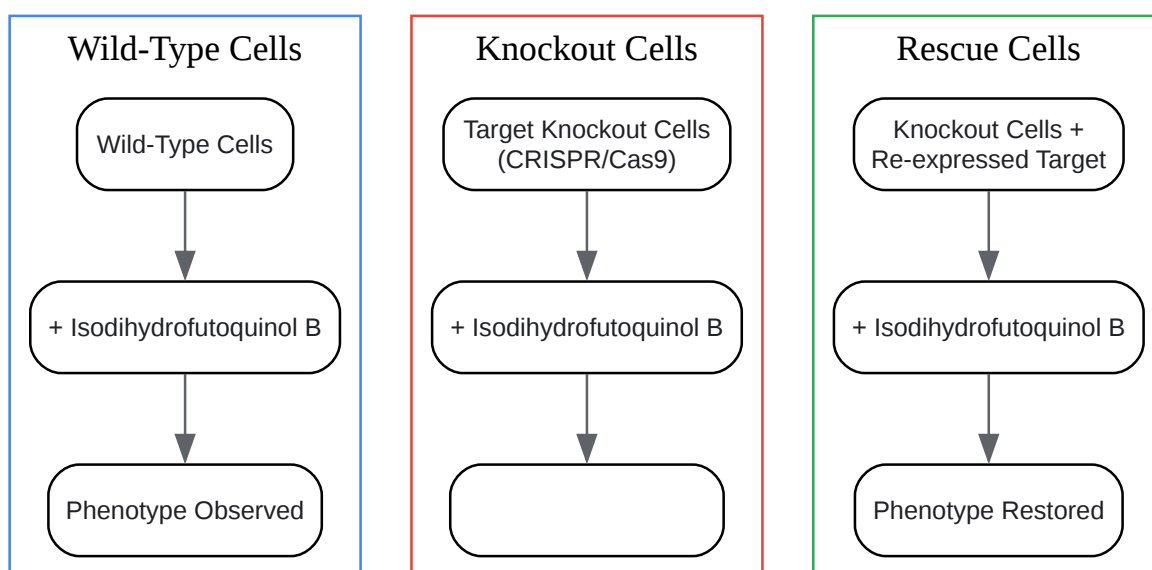 Wild-Type Cells
Wild-Type Cells
+ Isodihydrofutoquinol B
Phenotype Observed
Knockout Cells
Target Knockout Cells
(CRISPR/Cas9)
+ Isodihydrofutoquinol B
Rescue Cells
Knockout Cells +
Re-expressed Target
+ Isodihydrofutoquinol B
Phenotype Restored